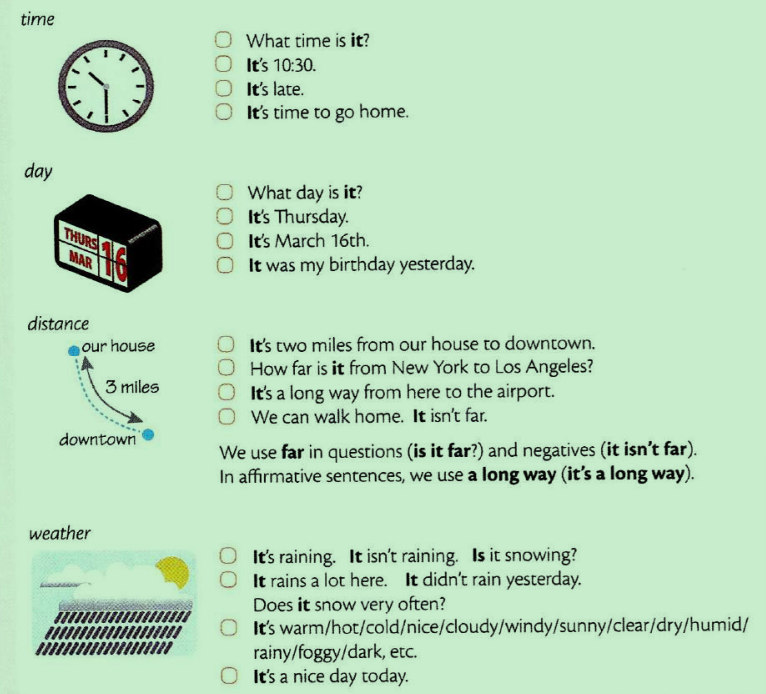 time
What time is it?
It's 10:30.
It's late.
It's time to go home.
day
THURS
MAR
16
What day is it?
It's Thursday.
It's March 16th.
It was my birthday yesterday.
distance
our house
3 miles
downtown
It's two miles from our house to downtown.
How far is it from New York to Los Angeles?
It's a long way from here to the airport.
We can walk home. It isn't far.
We use far in questions (is it far?) and negatives (it isn't far).
In affirmative sentences, we use a long way (it's a long way).
weather
It's raining. It isn't raining. Is it snowing?
It rains a lot here. It didn't rain yesterday.
Does it snow very often?
It's warm/hot/cold/nice/cloudy/windy/sunny/clear/dry/humid/
rainy/foggy/dark, etc.
It's a nice day today.